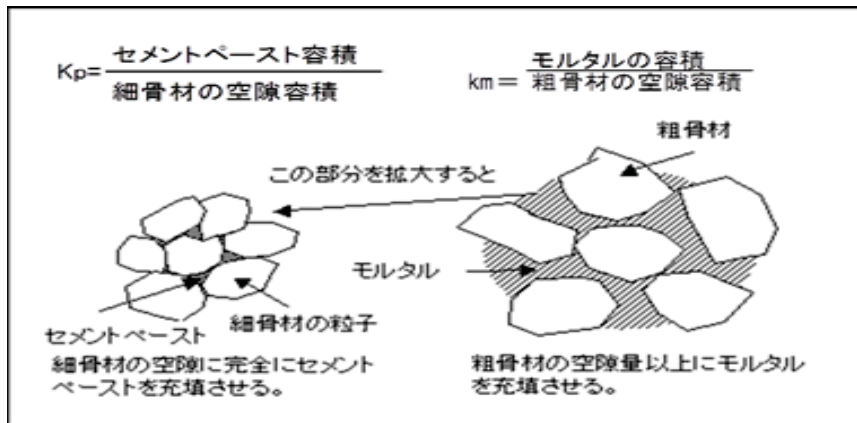 Kp=セメントペースト容積
細骨材の空隙容積
km=モルタルの容積
粗骨材の空隙容積
粗骨材
この部分を拡大すると
モルタル
セメントペースト
細骨材の粒子
細骨材の空隙に完全にセメント
ペーストを充填させる。
粗骨材の空隙量以上にモルタル
を充填させる。